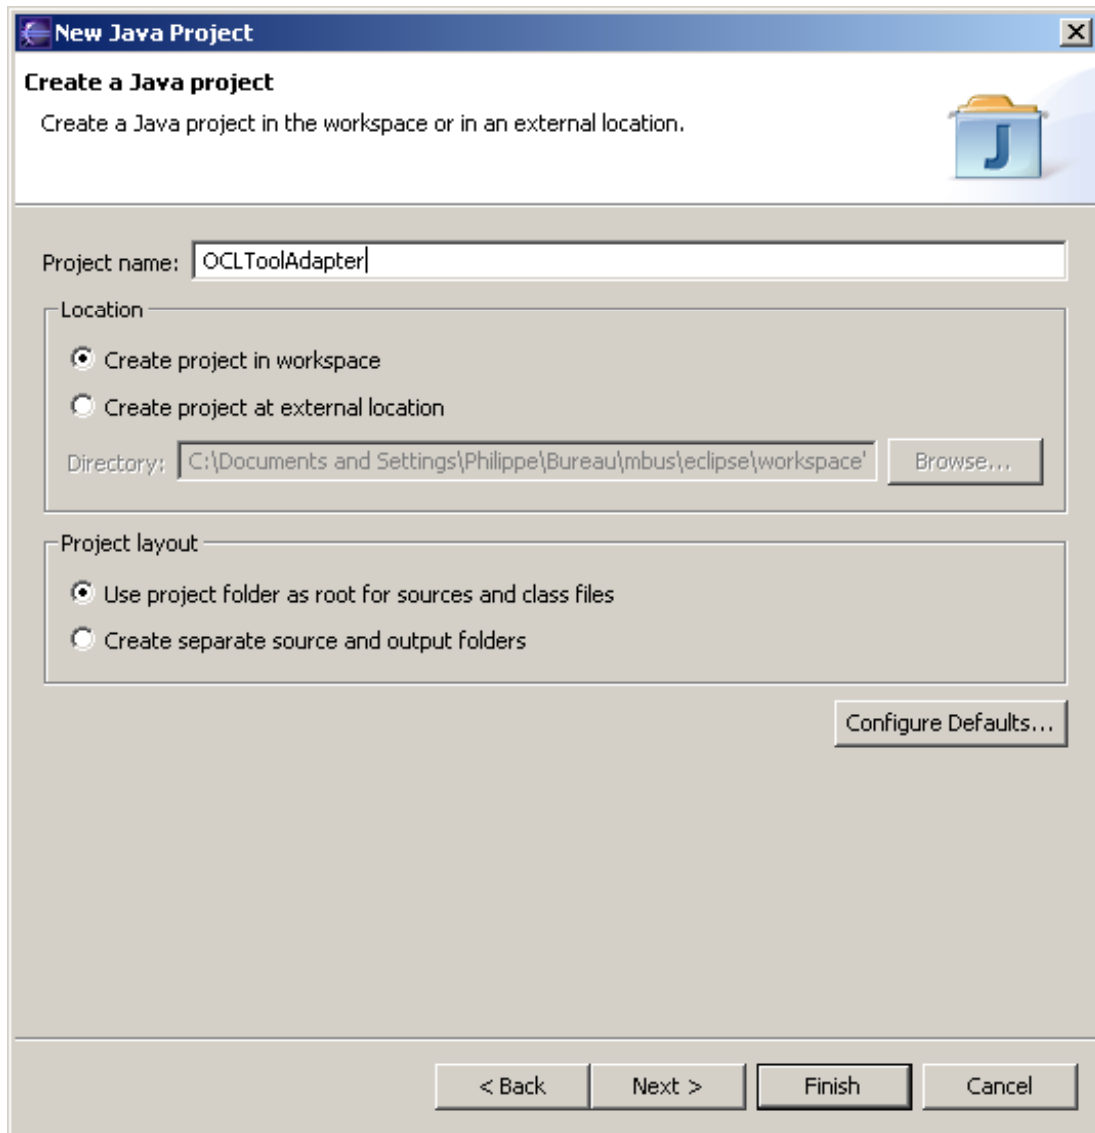 New Java Project
Create a Java project
Create a Java project in the workspace or in an external location.
J
Project name: OCLToolAdapter
Location
Create project in workspace
Create project at external location
Directory: C:\Documents and Settings\Philippe\Bureau\mbus\eclipse\workspace'
Browse...
Project layout
Use project folder as root for sources and class files
Create separate source and output folders
Configure Defaults...
< Back Next > Finish Cancel